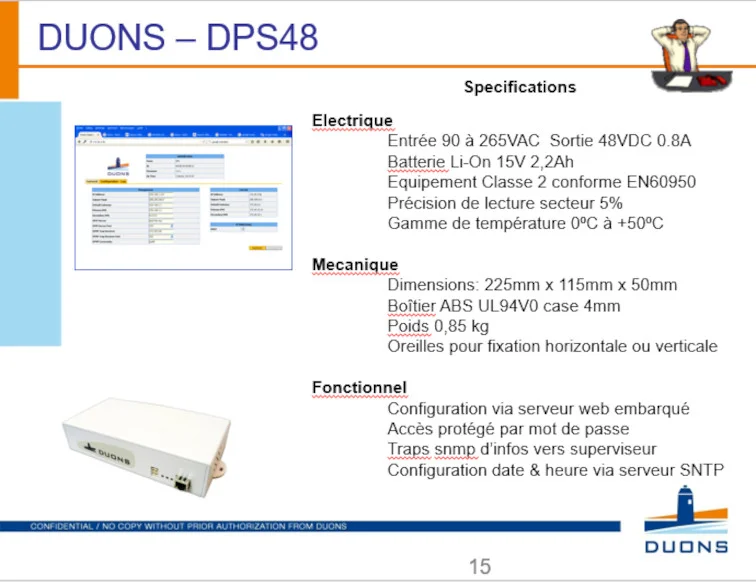 DUONS – DPS48
Specifications
Electrique
Entrée 90 à 265VAC  Sortie 48VDC 0.8A
Batterie Li-On 15V 2,2Ah
Equipement Classe 2 conforme EN60950
Précision de lecture secteur 5%
Gamme de température 0ºC à +50ºC
Mecanique
Dimensions: 225mm x 115mm x 50mm
Boîtier ABS UL94V0 case 4mm
Poids 0,85 kg
Oreilles pour fixation horizontale ou verticale
Fonctionnel
Configuration via serveur web embarqué
Accès protégé par mot de passe
Traps snmp d’infos vers superviseur
Configuration date & heure via serveur SNTP
DUONS
DUONS
CONFIDENTIAL / NO COPY WITHOUT PRIOR AUTHORIZATION FROM DUONS
DUONS
15